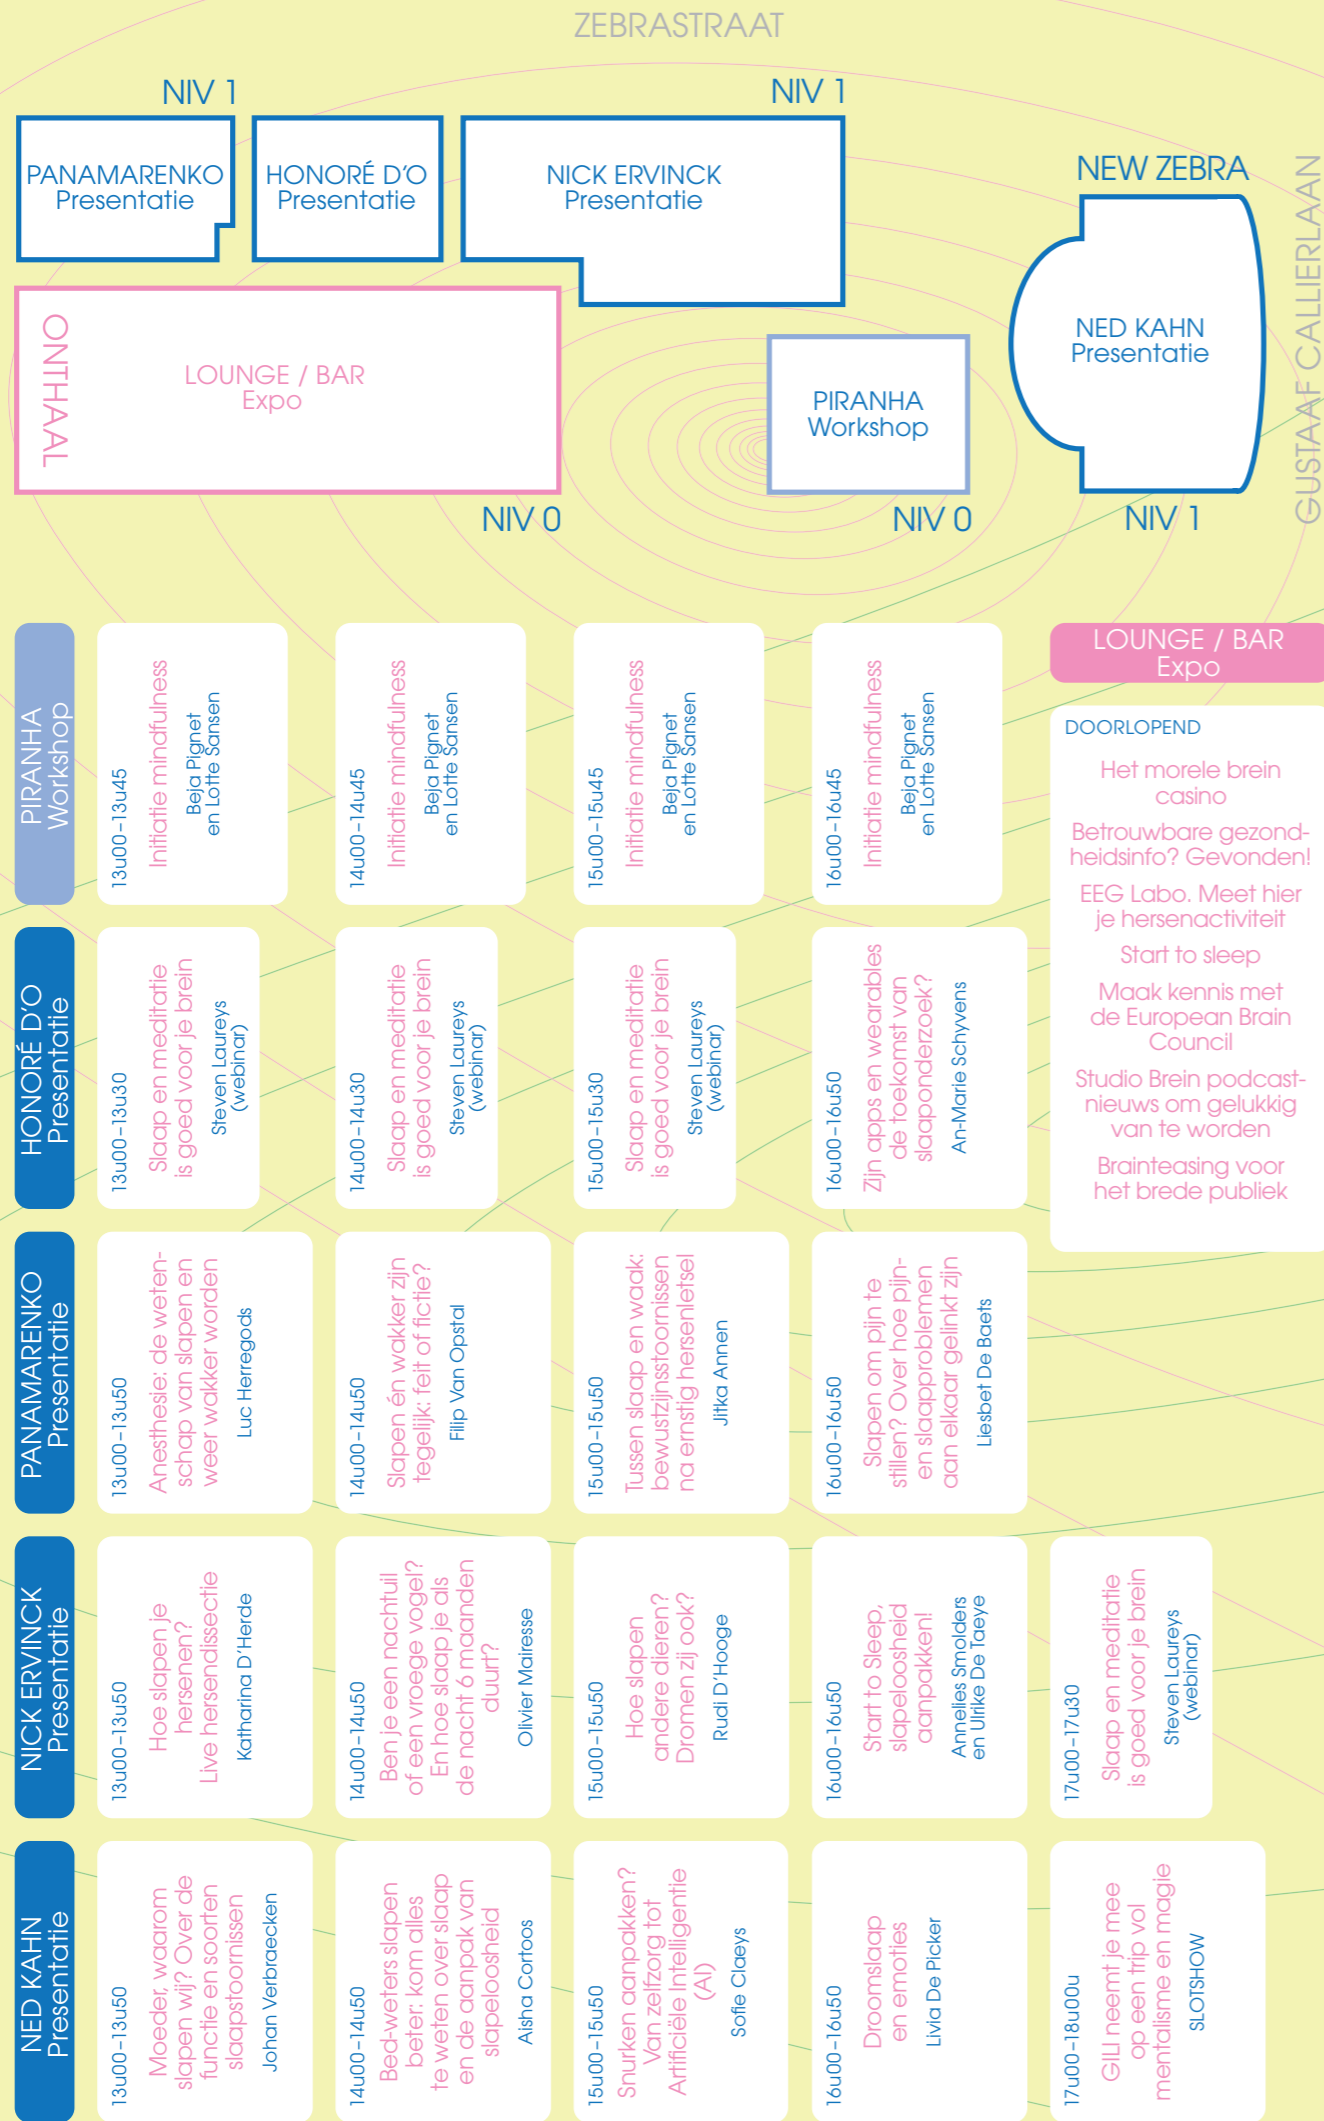 ZEBRASTRAAT
NIV 1
NIV 1
PANAMARENKO
Presentatie
HONORÉ D'O
Presentatie
NICK ERVINCK
Presentatie
NEW ZEBRA
GUSTAAF CALLIERLAAN
NED KAHN
Presentatie
ONTHAAL
LOUNGE / BAR
Expo
PIRANHA
Workshop
NIV 0
NIV 0
NIV 1
PIRANHA
Workshop
13u00-13u45
Initiatie mindfulness
Beja Pignet
en Lotte Sansen
14u00-14u45
Initiatie mindfulness
Beja Pignet
en Lotte Sansen
15u00-15u45
Initiatie mindfulness
Beja Pignet
en Lotte Sansen
16u00-16u45
Initiatie mindfulness
Beja Pignet
en Lotte Sansen
LOUNGE / BAR
Expo
DOORLOPEND
Het morele brein
casino
Betrouwbare gezond-
heidsinfo? Gevonden!
EEG Labo. Meet hier
je hersenactiviteit
Start to sleep
Maak kennis met
de European Brain
Council
Studio Brein podcast-
nieuws om gelukkig
van te worden
Brainteasing voor
het brede publiek
HONORÉ D'O
Presentatie
13u00-13u30
Slaap en meditatie
is goed voor je brein
Steven Laureys
(webinar)
14u00-14u30
Slaap en meditatie
is goed voor je brein
Steven Laureys
(webinar)
15u00-15u30
Slaap en meditatie
is goed voor je brein
Steven Laureys
(webinar)
16u00-16u50
Zijn apps en wearables
de toekomst van
slaaponderzoek?
An-Marie Schyvens
PANAMARENKO
Presentatie
13u00-13u50
Anesthesie: de weten-
schap van slapen en
weer wakker worden
Luc Herregods
14u00-14u50
Slapen én wakker zijn
tegelijk: feit of fictie?
Filip Van Opstal
15u00-15u50
Tussen slaap en waak:
bewustzijnsstoornissen
na ernstig hersenletsel
Jitka Annen
16u00-16u50
Slapen om pijn te
stillen? Over hoe pijn-
en slaapproblemen
aan elkaar gelinkt zijn
Liesbet De Baets
NICK ERVINCK
Presentatie
13u00-13u50
Hoe slapen je
hersenen?
Live hersendissectie
Katharina D'Herde
14u00-14u50
Ben je een nachtuil
of een vroege vogel?
En hoe slaap je als
de nacht 6 maanden
duurt?
Olivier Mairesse
15u00-15u50
Hoe slapen
andere dieren?
Dromen zij ook?
Rudi D'Hooge
16u00-16u50
Start to Sleep,
slapeloosheid
aanpakken!
Annelies Smolders
en Ulrike De Taeye
17u00-17u30
Slaap en meditatie
is goed voor je brein
Steven Laureys
(webinar)
NED KAHN
Presentatie
13u00-13u50
Moeder, waarom
slapen wij? Over de
functie en soorten
slaapstoornissen
Johan Verbraecken
14u00-14u50
Bed-weters slapen
beter: kom alles
te weten over slaap
en de aanpak van
slapeloosheid
Aisha Cortoos
15u00-15u50
Snurken aanpakken?
Van zelfzorg tot
Artificiële Intelligentie
(AI)
Sofie Claeys
16u00-16u50
Droomslaap
en emoties
Livia De Picker
17u00-18u00u
GILI neemt je mee
op een trip vol
mentalisme en magie
SLOTSHOW